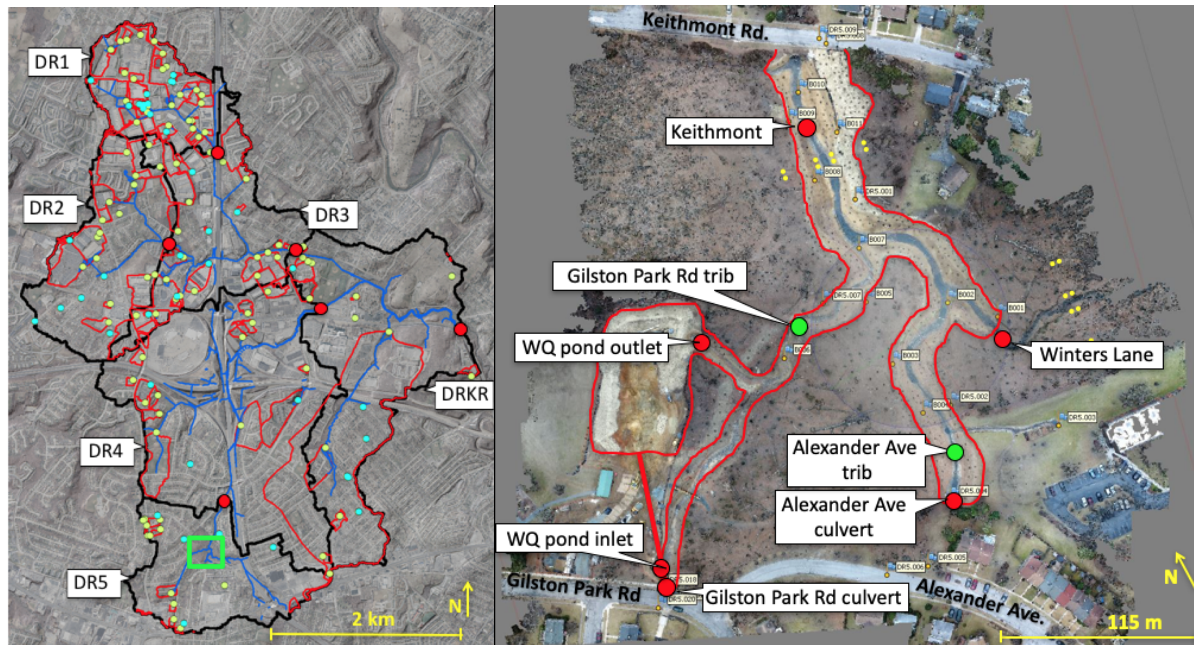 DR1
DR2
DR3
DRKR
DR4
DR5
N
2 km
Keithmont Rd.
DR5.009
B010
B009
B011
Keithmont
B008
DR5.001
B007
Gilston Park Rd trib
DR5.007
B005
B002
B001
WQ pond outlet
Winters Lane
B003
DR5.002
B004
DR5.003
Alexander Ave
trib
Alexander Ave
culvert
WQ pond inlet
DR5.018
DR5.006
DR5.005
Gilston Park Rd
DR5.020
Gilston Park Rd culvert
Alexander Ave.
N
115 m